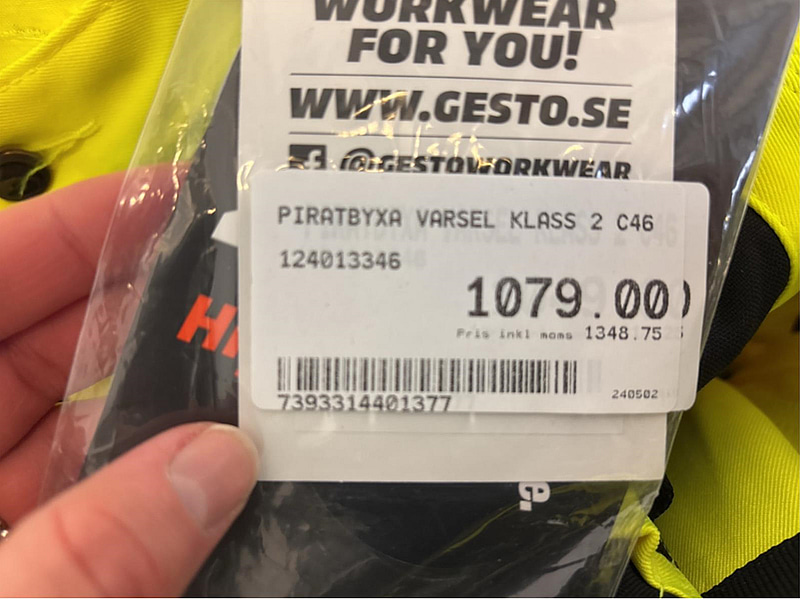 WORKWEAR
FOR YOU!
WWW.GESTO.SE
@GESTOWORKWEAR
PIRATBYXA VARSEL KLASS 2 C46
124013346
1079.00
Pris inkl moms 1348.75
7393314401377
240502
e.